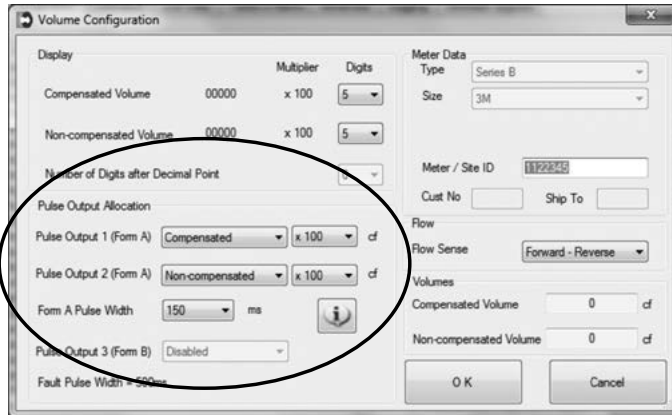 Volume Configuration
Display
Multiplier Digits
Compensated Volume 00000 x 100 5
Non-compensated Volume 00000 x 100 5
Number of Digits after Decimal Point
Pulse Output Allocation
Pulse Output 1 (Form A) Compensated x 100 cf
Pulse Output 2 (Form A) Non-compensated x 100 cf
Form A Pulse Width 150 ms
Pulse Output 3 (Form B) Disabled
Fault Pulse Width = 500ms
Meter Data
Type Series B
Size 3M
Meter / Site ID 1122345
Cust No Ship To
Flow
Flow Sense Forward - Reverse
Volumes
Compensated Volume 0 cf
Non-compensated Volume 0 cf
OK Cancel